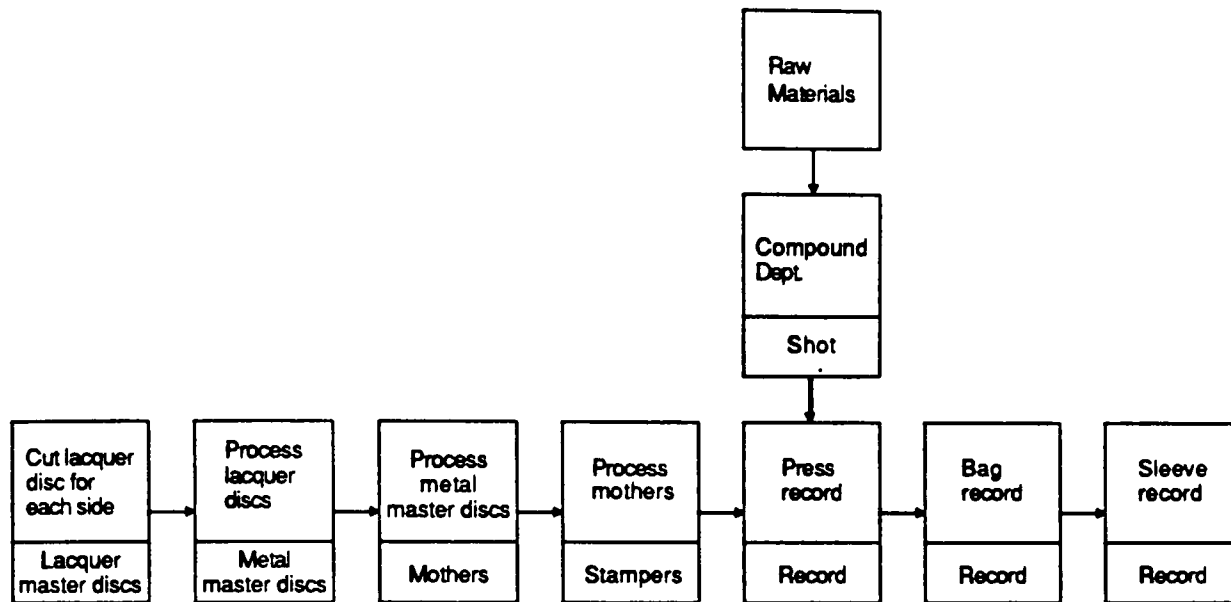 Raw
Materials
Compound
Dept.
Shot
Cut lacquer
disc for
each side
Lacquer
master discs
Process
lacquer
discs
Metal
master discs
Process
metal
master discs
Mothers
Process
mothers
Stampers
Press
record
Record
Bag
record
Record
Sleeve
record
Record